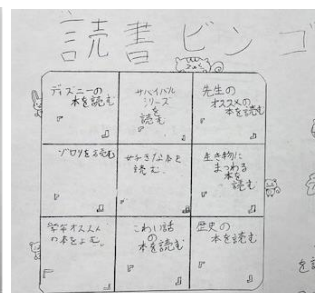 読書ビンゴ
ディズニーの
本を読む
サバイバル
シリーズ
を
読む
先生の
オススメの
本を読む
ゾロリを読む
好きな本を
読む
生き物に
まつわる
本を
読む
学年オススメ
の本をよむ。
こわい話
の
本を読む
歴史の
本を読む
を